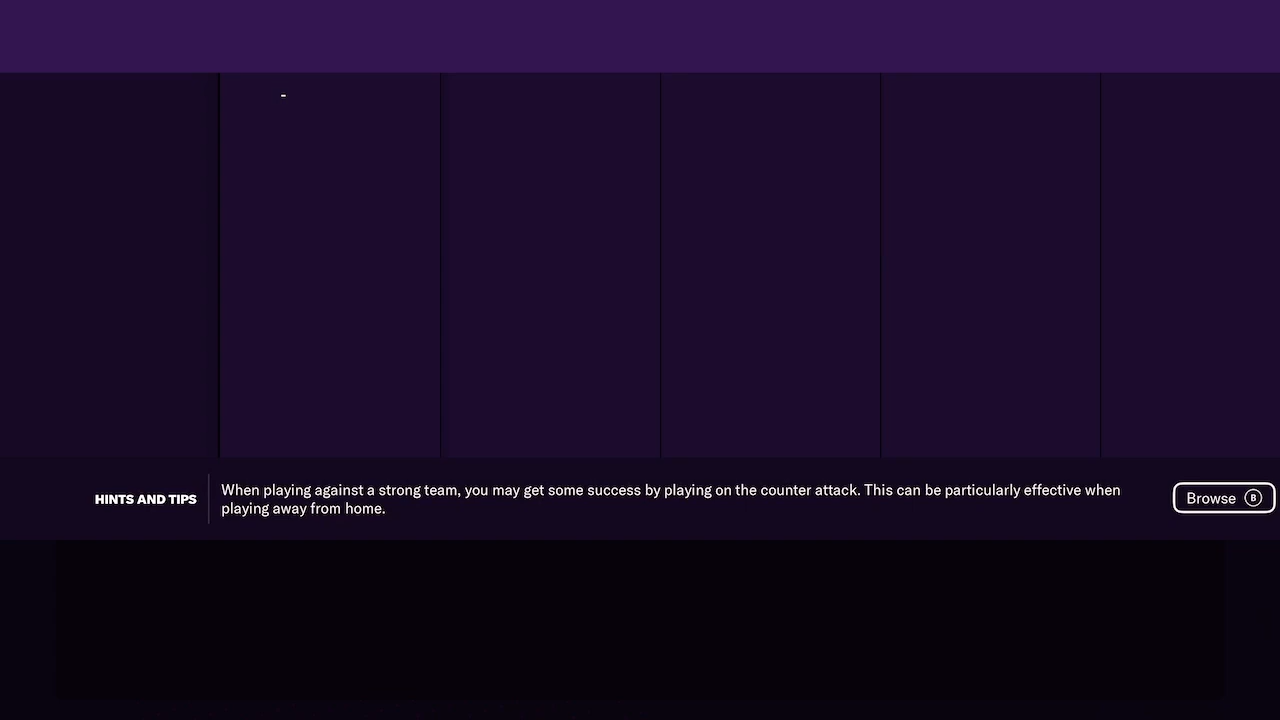 -
HINTS AND TIPS
When playing against a strong team, you may get some success by playing on the counter attack. This can be particularly effective when
playing away from home.
Browse B